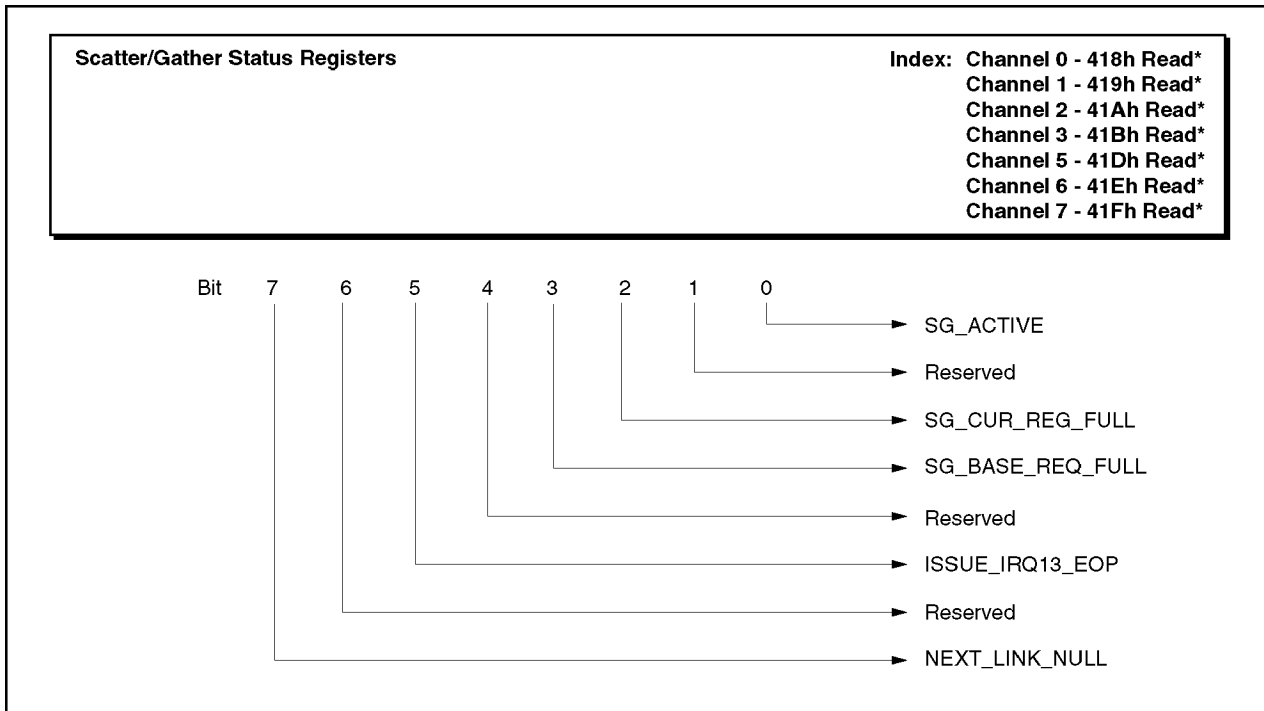 Scatter/Gather Status Registers
Index: Channel 0 - 418h Read*
Channel 1 - 419h Read*
Channel 2 - 41Ah Read*
Channel 3 - 41Bh Read*
Channel 5 - 41Dh Read*
Channel 6 - 41Eh Read*
Channel 7 - 41Fh Read*
Bit 7 6 5 4 3 2 1 0
SG_ACTIVE
Reserved
SG_CUR_REG_FULL
SG_BASE_REQ_FULL
Reserved
ISSUE_IRQ13_EOP
Reserved
NEXT_LINK_NULL